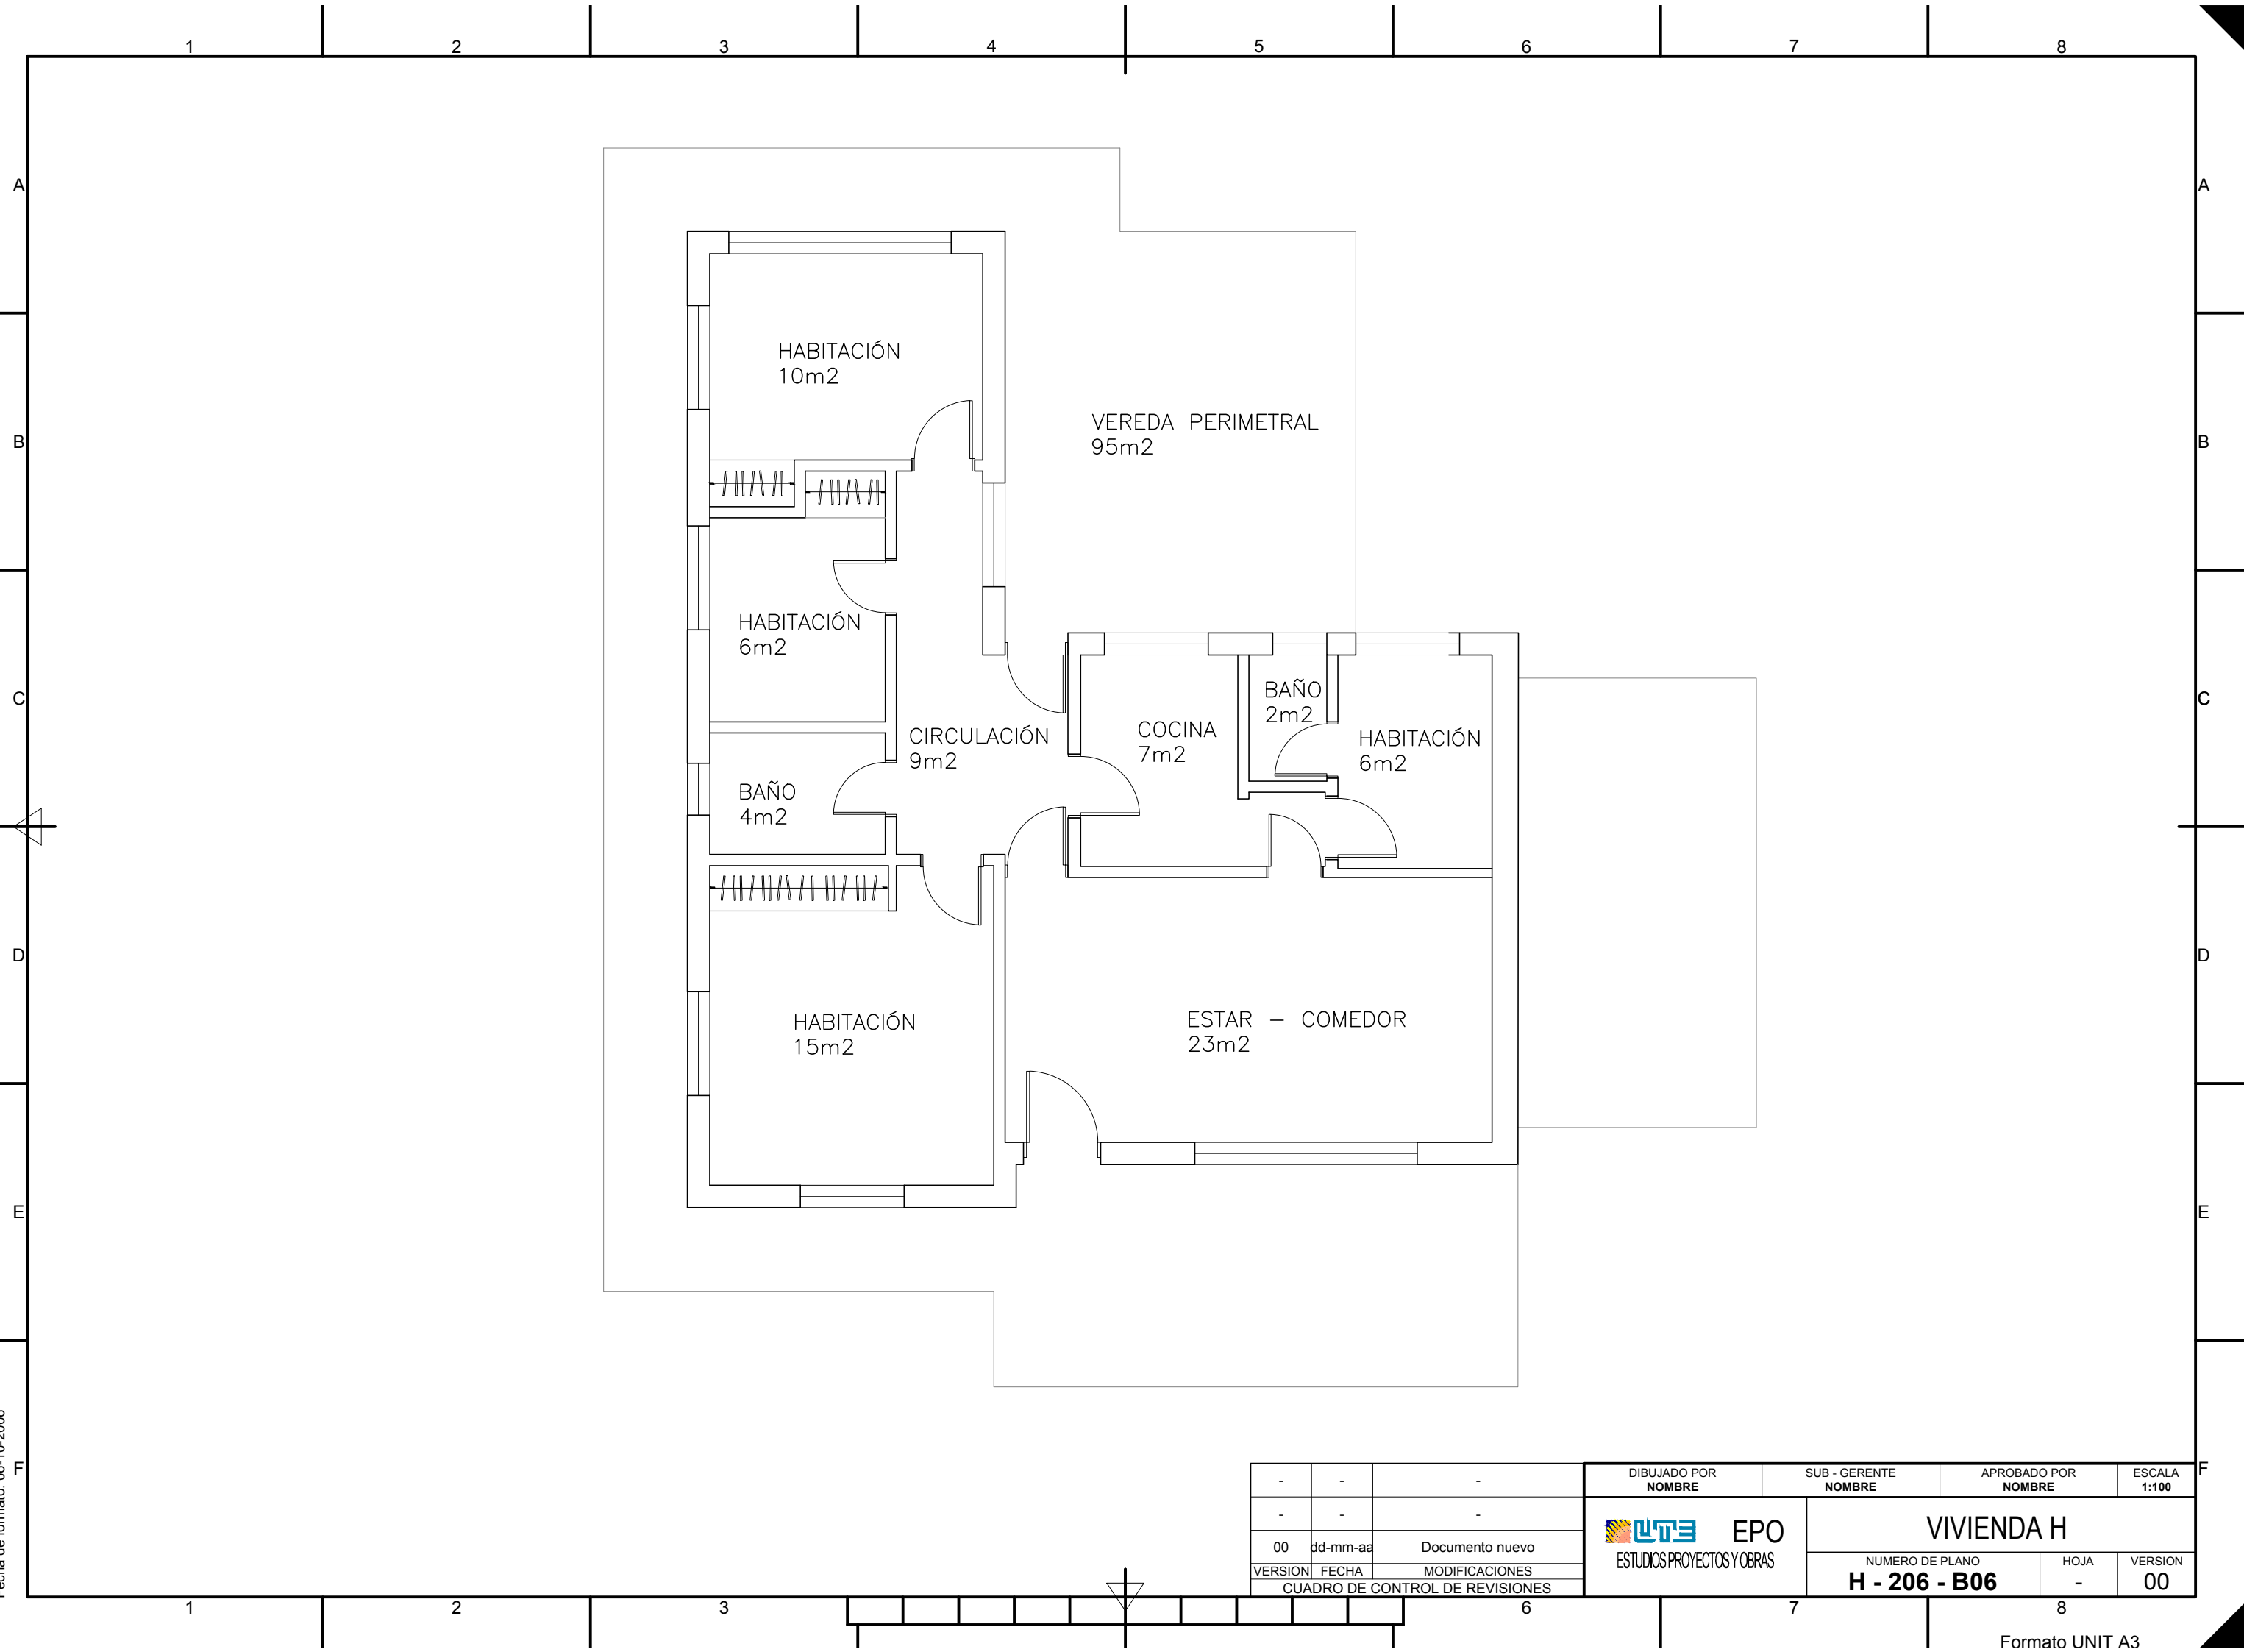 1 2 3 4 5 6 7 8
A A
HABITACIÓN
10m2
VEREDA PERIMETRAL
95m2
B B
HABITACIÓN
6m2
BAÑO
2m2
C C
COCINA
7m2
CIRCULACIÓN
9m2
HABITACIÓN
6m2
BAÑO
4m2
D D
HABITACIÓN
15m2
ESTAR - COMEDOR
23m2
E E
F F
- - -
- - -
00 dd-mm-aa Documento nuevo
VERSION FECHA MODIFICACIONES
CUADRO DE CONTROL DE REVISIONES
DIBUJADO POR
NOMBRE
SUB - GERENTE
NOMBRE
APROBADO POR
NOMBRE
ESCALA
1:100
UTE EPO
ESTUDIOS PROYECTOS Y OBRAS
VIVIENDA H
NUMERO DE PLANO
H - 206 - B06
HOJA
-
VERSION
00
1 2 3 6 7 8
Formato UNIT A3